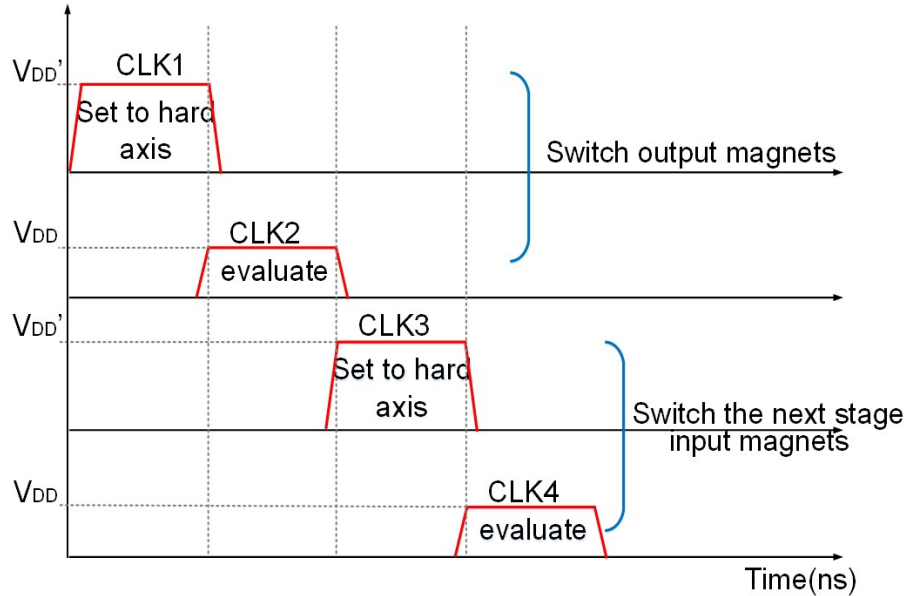 VDD'
CLK1
Set to hard
axis
Switch output magnets
VDD
CLK2
evaluate
VDD'
CLK3
Set to hard
axis
Switch the next stage
input magnets
VDD
CLK4
evaluate
Time(ns)